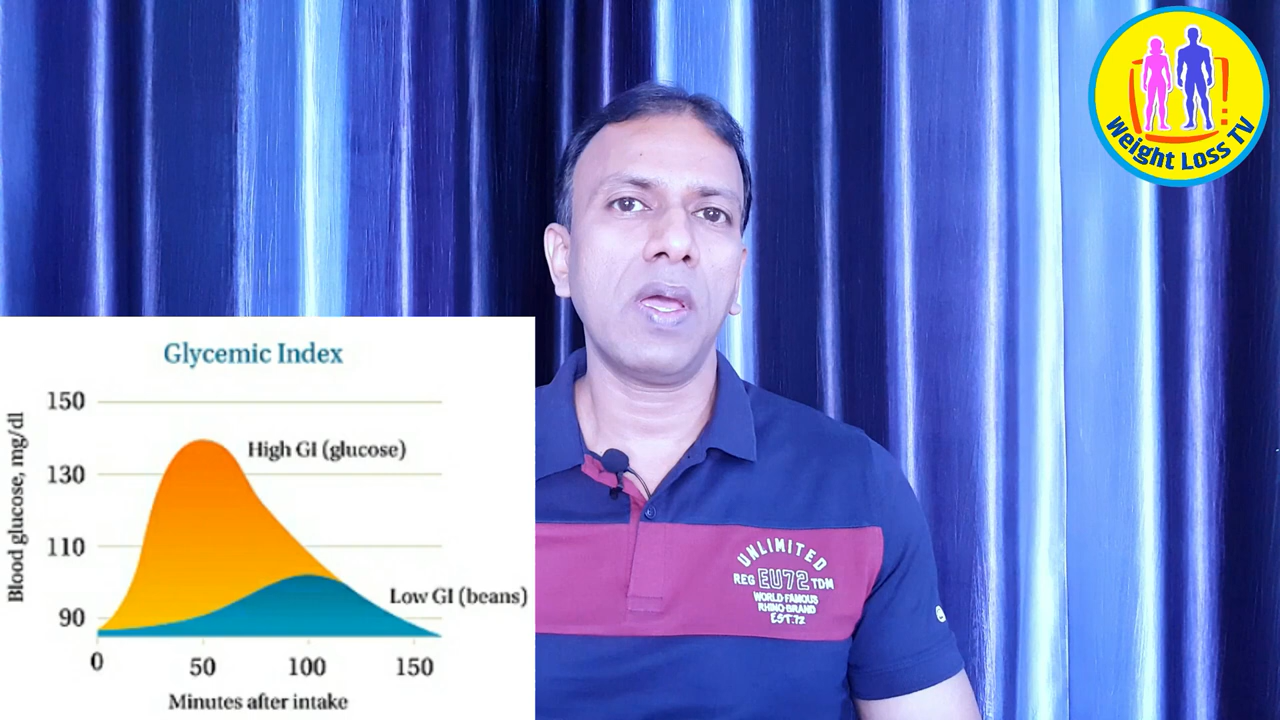 Weight Loss TV
Glycemic Index
150
High GI (glucose)
130
110
Low GI (beans)
90
Blood glucose, mg/dl
0 50 100 150
Minutes after intake
UNLIMITED
REG EU72 TDM
WORLD FAMOUS
RHINO-BRAND
EST.72